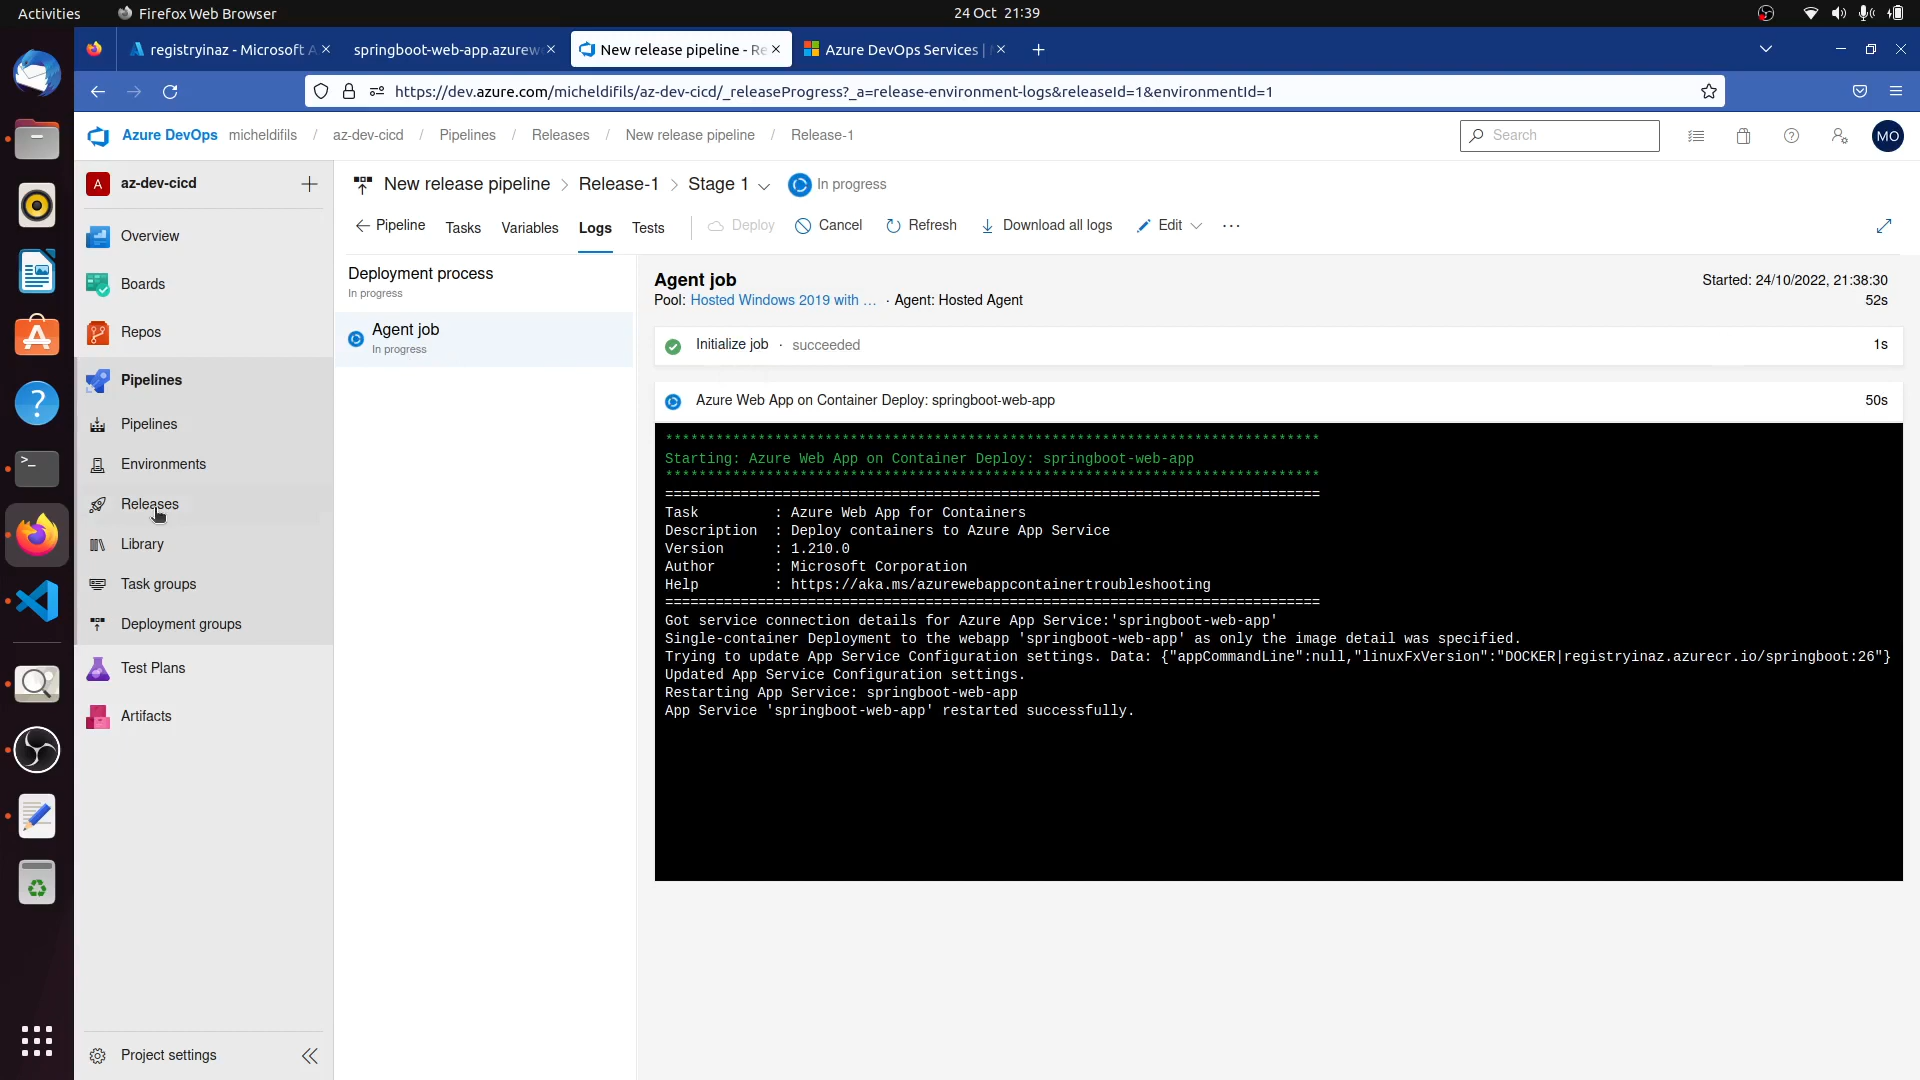 Activities
Firefox Web Browser
24 Oct 21:39
registryinaz - Microsoft A
springboot-web-app.azurew
New release pipeline - Re
Azure DevOps Services |
https://dev.azure.com/micheldifils/az-dev-cicd/_releaseProgress?_a=release-environment-logs&releaseId=1&environmentId=1
Azure DevOps micheldifils / az-dev-cicd / Pipelines / Releases / New release pipeline / Release-1
Search
MO
A az-dev-cicd
Overview
Boards
Repos
Pipelines
Pipelines
Environments
Releases
Library
Task groups
Deployment groups
Test Plans
Artifacts
Project settings
New release pipeline > Release-1 > Stage 1
In progress
Pipeline Tasks Variables Logs Tests Deploy Cancel Refresh Download all logs Edit ...
Deployment process
In progress
Agent job
In progress
Agent job
Pool: Hosted Windows 2019 with ... · Agent: Hosted Agent
Started: 24/10/2022, 21:38:30
52s
Initialize job · succeeded
1s
Azure Web App on Container Deploy: springboot-web-app
50s
******************************************************************************
Starting: Azure Web App on Container Deploy: springboot-web-app
******************************************************************************
==============================================================================
Task : Azure Web App for Containers
Description : Deploy containers to Azure App Service
Version : 1.210.0
Author : Microsoft Corporation
Help : https://aka.ms/azurewebappcontainertroubleshooting
==============================================================================
Got service connection details for Azure App Service:'springboot-web-app'
Single-container Deployment to the webapp 'springboot-web-app' as only the image detail was specified.
Trying to update App Service Configuration settings. Data: {"appCommandLine":null,"linuxFxVersion":"DOCKER|registryinaz.azurecr.io/springboot:26"}
Updated App Service Configuration settings.
Restarting App Service: springboot-web-app
App Service 'springboot-web-app' restarted successfully.